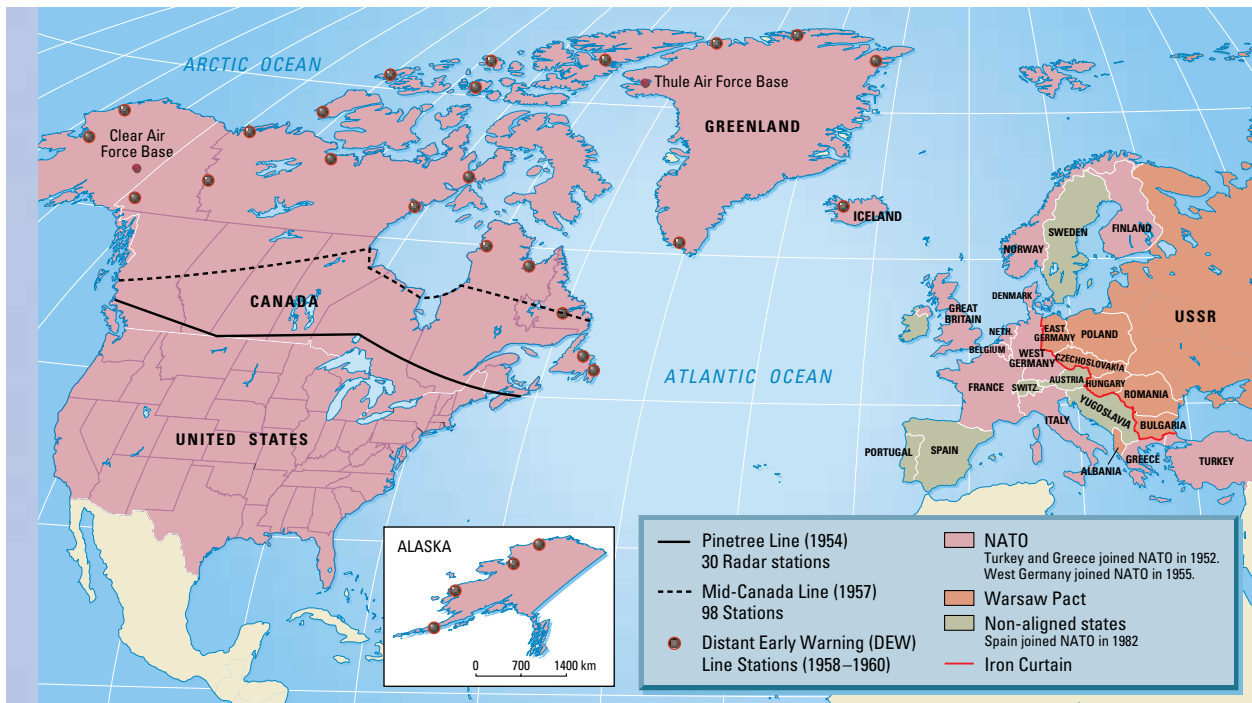 ARCTIC OCEAN
Thule Air Force Base
Clear Air
Force Base
GREENLAND
ICELAND
SWEDEN
FINLAND
NORWAY
CANADA
DENMARK
GREAT
BRITAIN
USSR
NETH.
EAST
GERMANY
POLAND
BELGIUM
WEST
GERMANY
CZECHOSLOVAKIA
ATLANTIC OCEAN
FRANCE
SWITZ.
AUSTRIA
HUNGARY
ROMANIA
YUGOSLAVIA
UNITED STATES
ITALY
BULGARIA
PORTUGAL
SPAIN
ALBANIA
GREECE
TURKEY
ALASKA
0 700 1400 km
Pinetree Line (1954)
30 Radar stations
Mid-Canada Line (1957)
98 Stations
Distant Early Warning (DEW)
Line Stations (1958–1960)
NATO
Turkey and Greece joined NATO in 1952.
West Germany joined NATO in 1955.
Warsaw Pact
Non-aligned states
Spain joined NATO in 1982
Iron Curtain